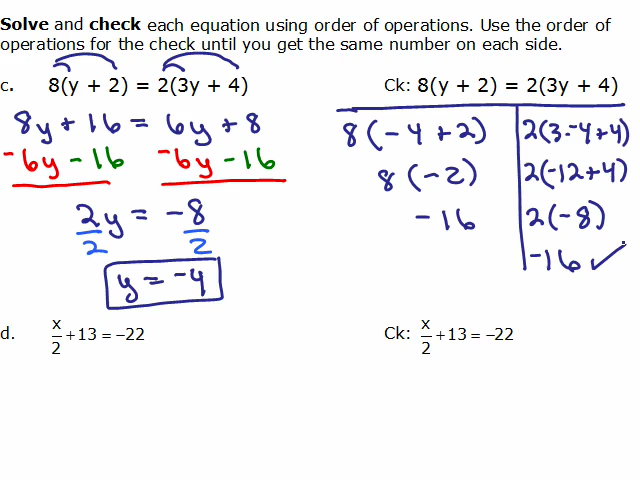 Solve and check each equation using order of operations. Use the order of
operations for the check until you get the same number on each side.
c. 8(y + 2) = 2(3y + 4)
8y + 16 = 6y + 8
-6y - 16 -6y - 16
2y = -8
2 2
y = -4
Ck: 8(y + 2) = 2(3y + 4)
8(-4 + 2) 2(3·-4+4)
8(-2) 2(-12+4)
-16 2(-8)
-16 ✓
d. x/2 +13 = -22
Ck: x/2 +13 = -22